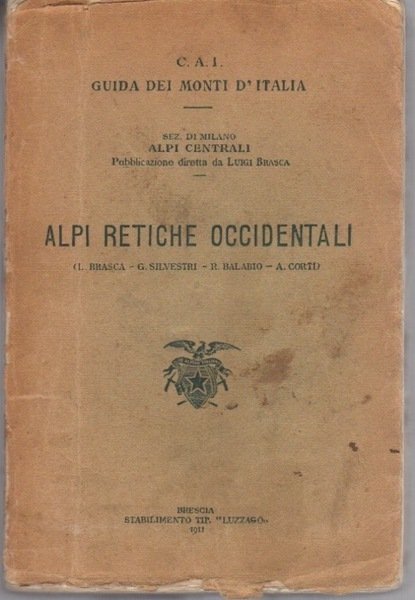 C. A. I.
GUIDA DEI MONTI D'ITALIA
SEZ. DI MILANO
ALPI CENTRALI
Pubblicazione diretta da LUIGI BRASCA
ALPI RETICHE OCCIDENTALI
(L. BRASCA - G. SILVESTRI - R. BALABIO - A. CORTI)
BRESCIA
STABILIMENTO TIP. "LUZZAGO"
1911